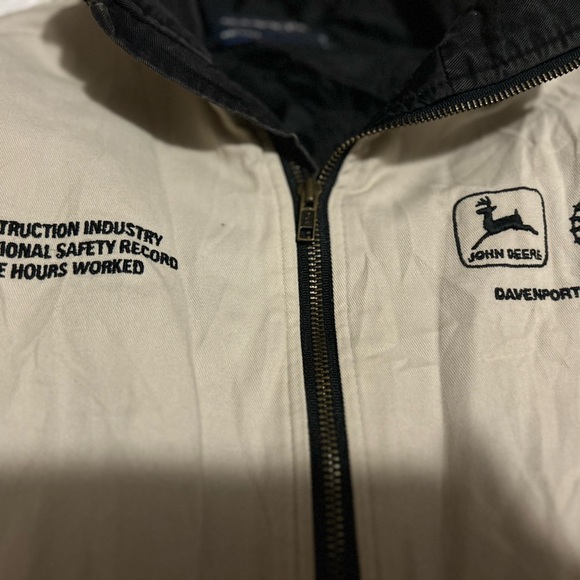 TRUCTION INDUSTRY
IONAL SAFETY RECORD
E HOURS WORKED
JOHN DEERE
DAVENPORT